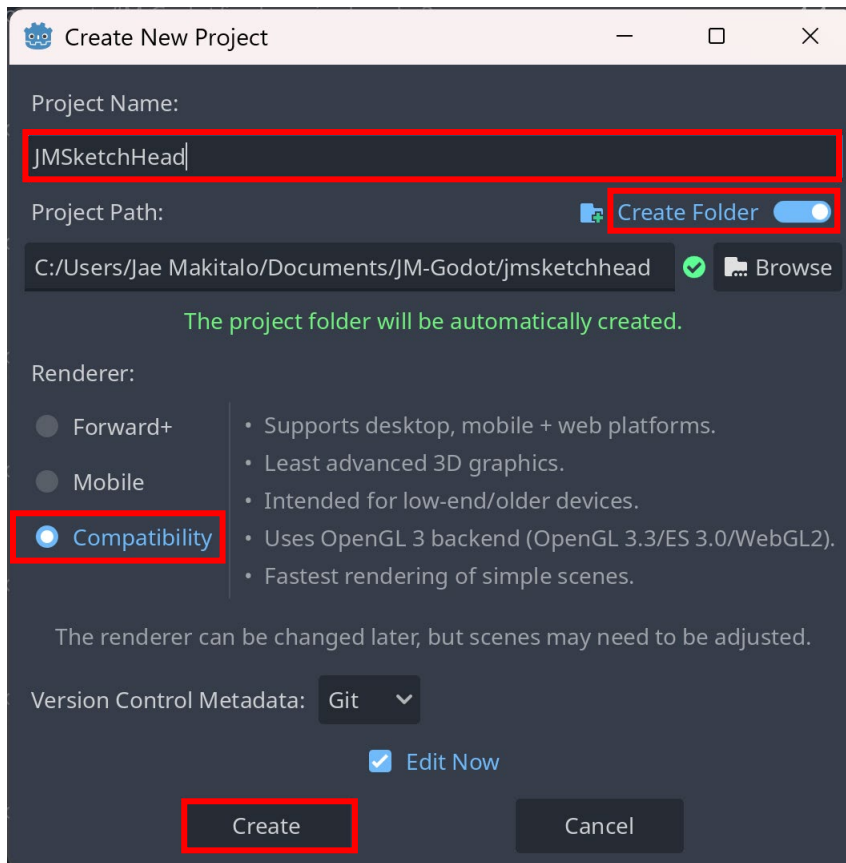 Create New Project
Project Name:
JMSketchHead
Project Path:
Create Folder
C:/Users/Jae Makitalo/Documents/JM-Godot/jmsketchhead
Browse
The project folder will be automatically created.
Renderer:
Forward+
Mobile
Compatibility
• Supports desktop, mobile + web platforms.
• Least advanced 3D graphics.
• Intended for low-end/older devices.
• Uses OpenGL 3 backend (OpenGL 3.3/ES 3.0/WebGL2).
• Fastest rendering of simple scenes.
The renderer can be changed later, but scenes may need to be adjusted.
Version Control Metadata: Git
Edit Now
Create
Cancel